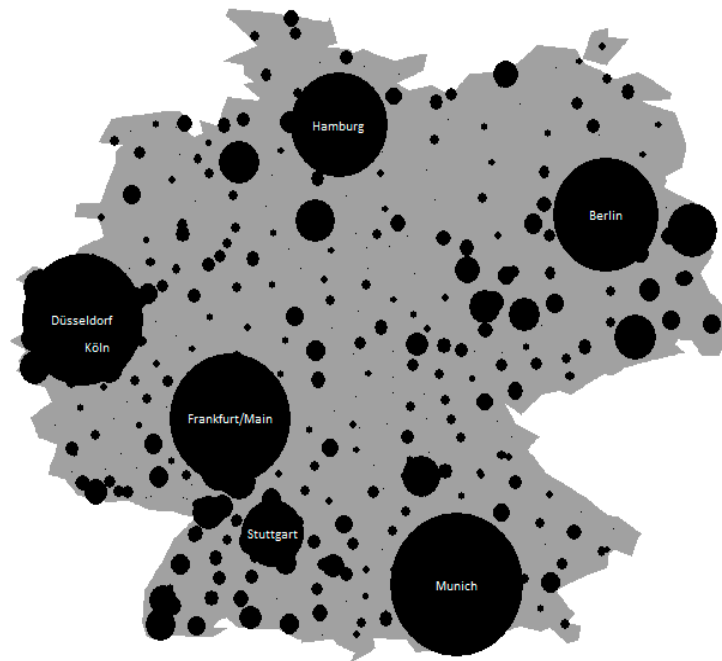 Hamburg
Berlin
Düsseldorf
Köln
Frankfurt/Main
Stuttgart
Munich